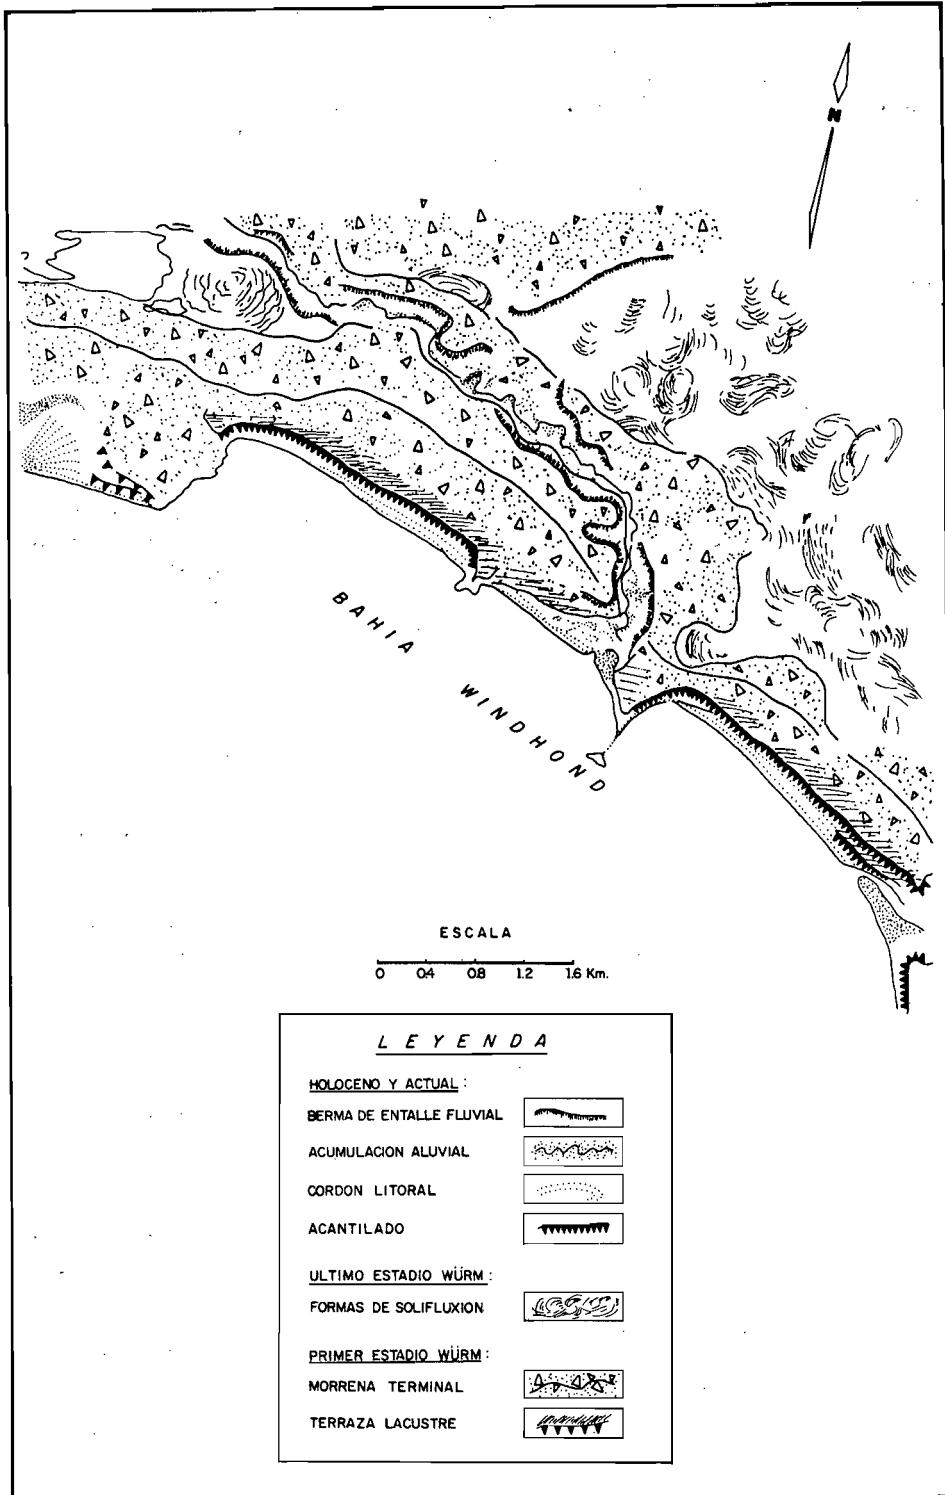 N
BAHIA
WINDHOND
ESCALA
0 0.4 0.8 1.2 1.6 Km.
LEYENDA
HOLOCENO Y ACTUAL :
BERMA DE ENTALLE FLUVIAL
ACUMULACION ALUVIAL
CORDON LITORAL
ACANTILADO
ULTIMO ESTADIO WÜRM :
FORMAS DE SOLIFLUXION
PRIMER ESTADIO WÜRM :
MORRENA TERMINAL
TERRAZA LACUSTRE